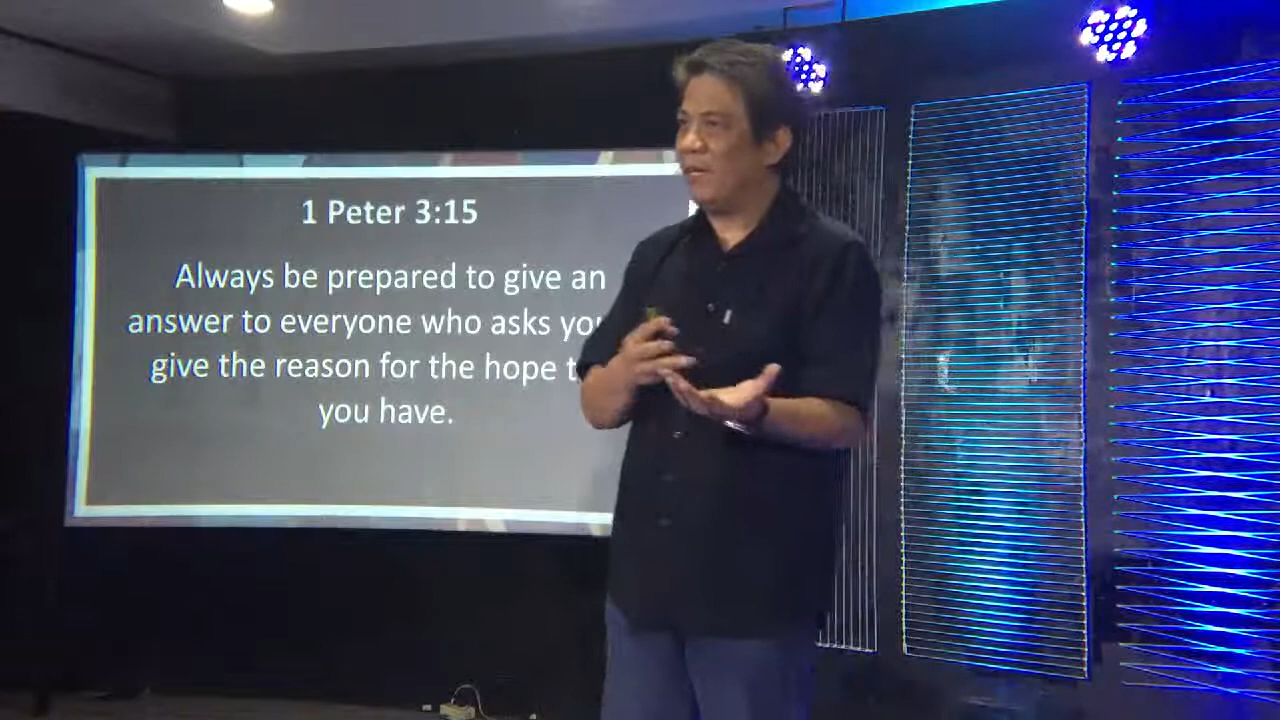 1 Peter 3:15
Always be prepared to give an
answer to everyone who asks
give the reason for the hope
you have.